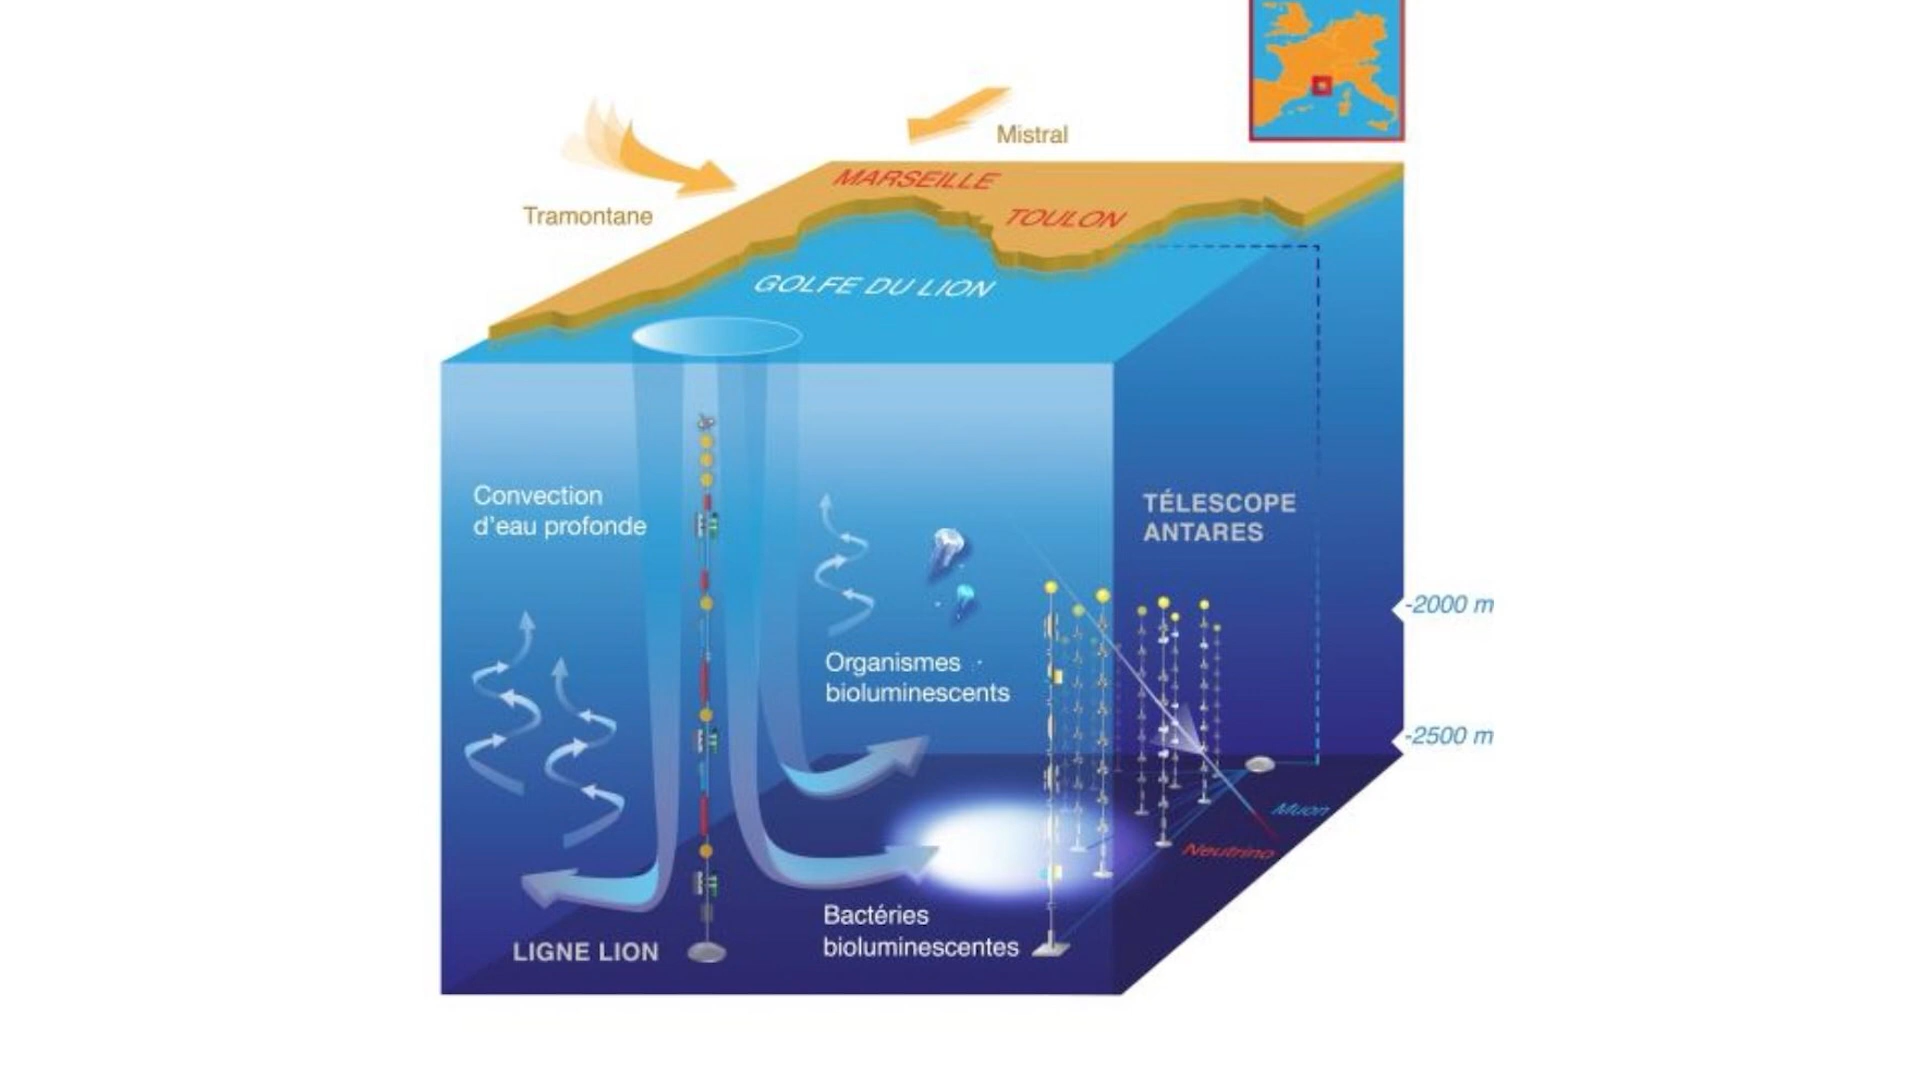 Mistral
MARSEILLE
Tramontane
TOULON
GOLFE DU LION
Convection
d'eau profonde
TÉLESCOPE
ANTARES
-2000 m
Organismes
bioluminescents
-2500 m
Muon
Neutrino
Bactéries
bioluminescentes
LIGNE LION